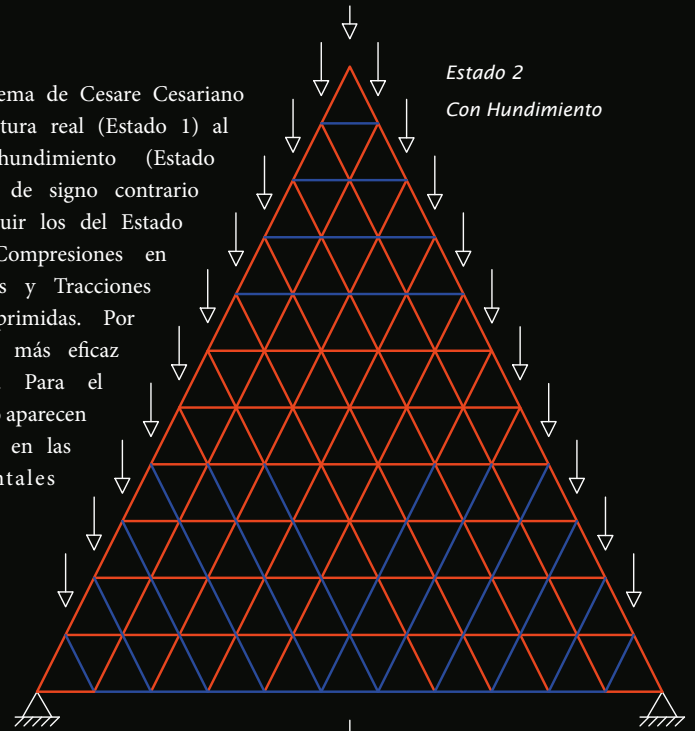 Estado 2
Con Hundimiento
ema de Cesare Cesariano
tura real (Estado 1) al
hundimiento (Estado
de signo contrario
uir los del Estado
Compresiones en
s y Tracciones
primidas. Por
más eficaz
Para el
aparecen
en las
ntales